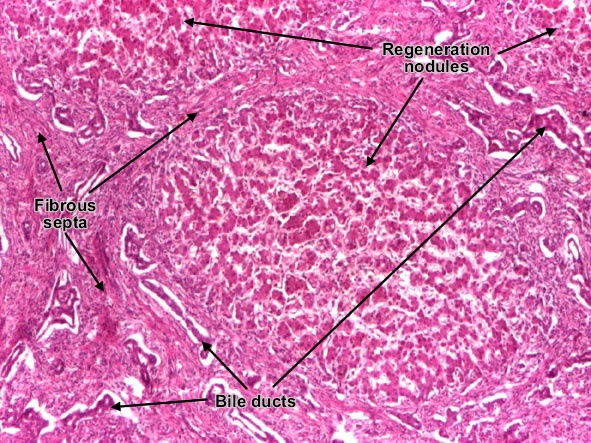 Regeneration
nodules
Fibrous
septa
Bile ducts